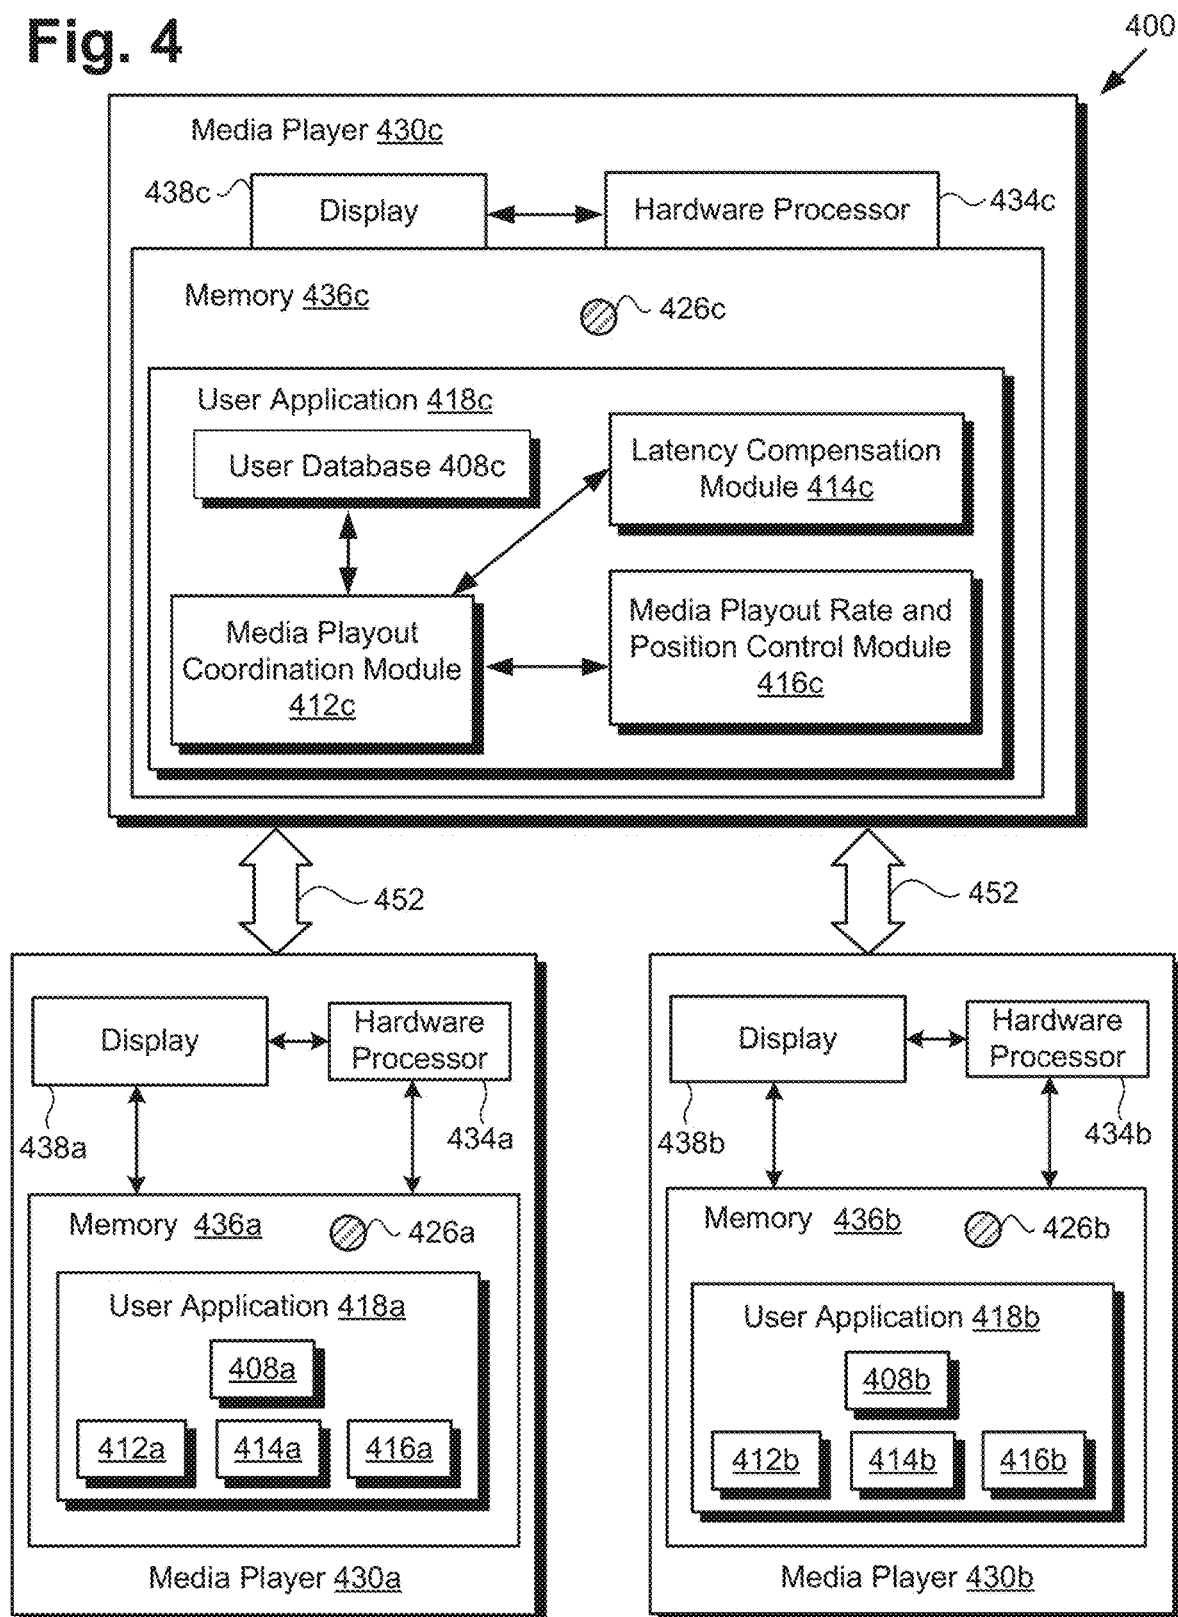 Fig. 4
400
Media Player 430c
438c
Display
Hardware Processor
434c
Memory 436c
426c
User Application 418c
User Database 408c
Latency Compensation
Module 414c
Media Playout
Coordination Module
412c
Media Playout Rate and
Position Control Module
416c
452
452
Display
Hardware
Processor
438a
434a
Memory 436a
426a
User Application 418a
408a
412a
414a
416a
Media Player 430a
Display
Hardware
Processor
438b
434b
Memory 436b
426b
User Application 418b
408b
412b
414b
416b
Media Player 430b